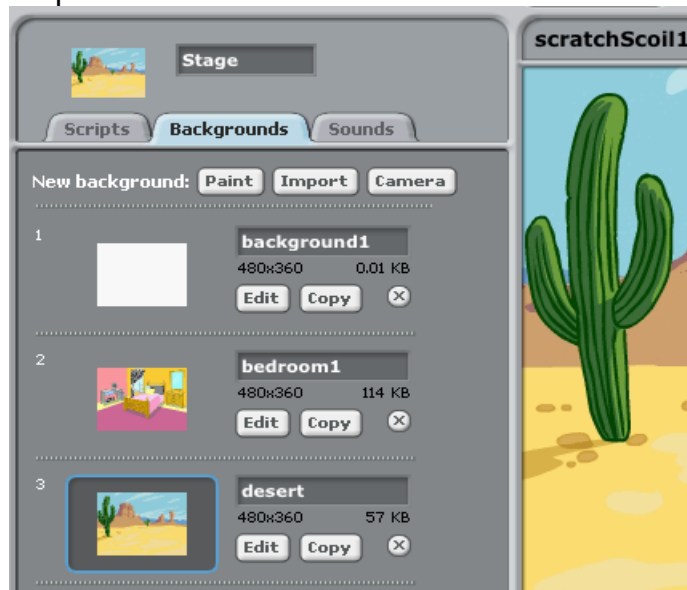 Stage
scratchScoil1
Scripts Backgrounds Sounds
New background: Paint Import Camera
1
background1
480x360 0.01 KB
Edit Copy
2
bedroom1
480x360 114 KB
Edit Copy
3
desert
480x360 57 KB
Edit Copy